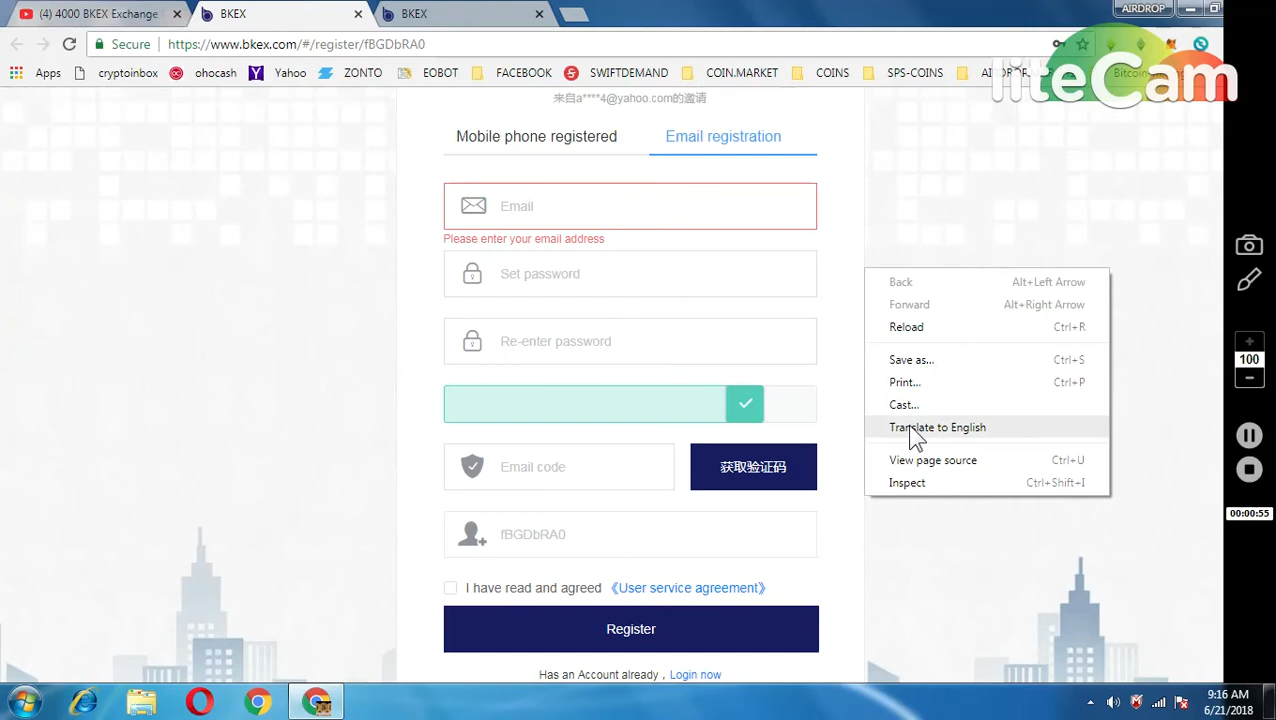 (4) 4000 BKEX Exchange
BKEX
BKEX
AIRDROP
Secure
https://www.bkex.com/#/register/fBGDbRA0
Apps
cryptoinbox
ohocash
Yahoo
ZONTO
EOBOT
FACEBOOK
SWIFTDEMAND
COIN.MARKET
COINS
SPS-COINS
liteCam
来自a****4@yahoo.com的邀请
Mobile phone registered
Email registration
Email
Please enter your email address
Set password
Re-enter password
Email code
获取验证码
fBGDbRA0
I have read and agreed 《User service agreement》
Register
Has an Account already，Login now
Back Alt+Left Arrow
Forward Alt+Right Arrow
Reload Ctrl+R
Save as... Ctrl+S
Print... Ctrl+P
Cast...
Translate to English
View page source Ctrl+U
Inspect Ctrl+Shift+I
100
00:00:55
9:16 AM
6/21/2018